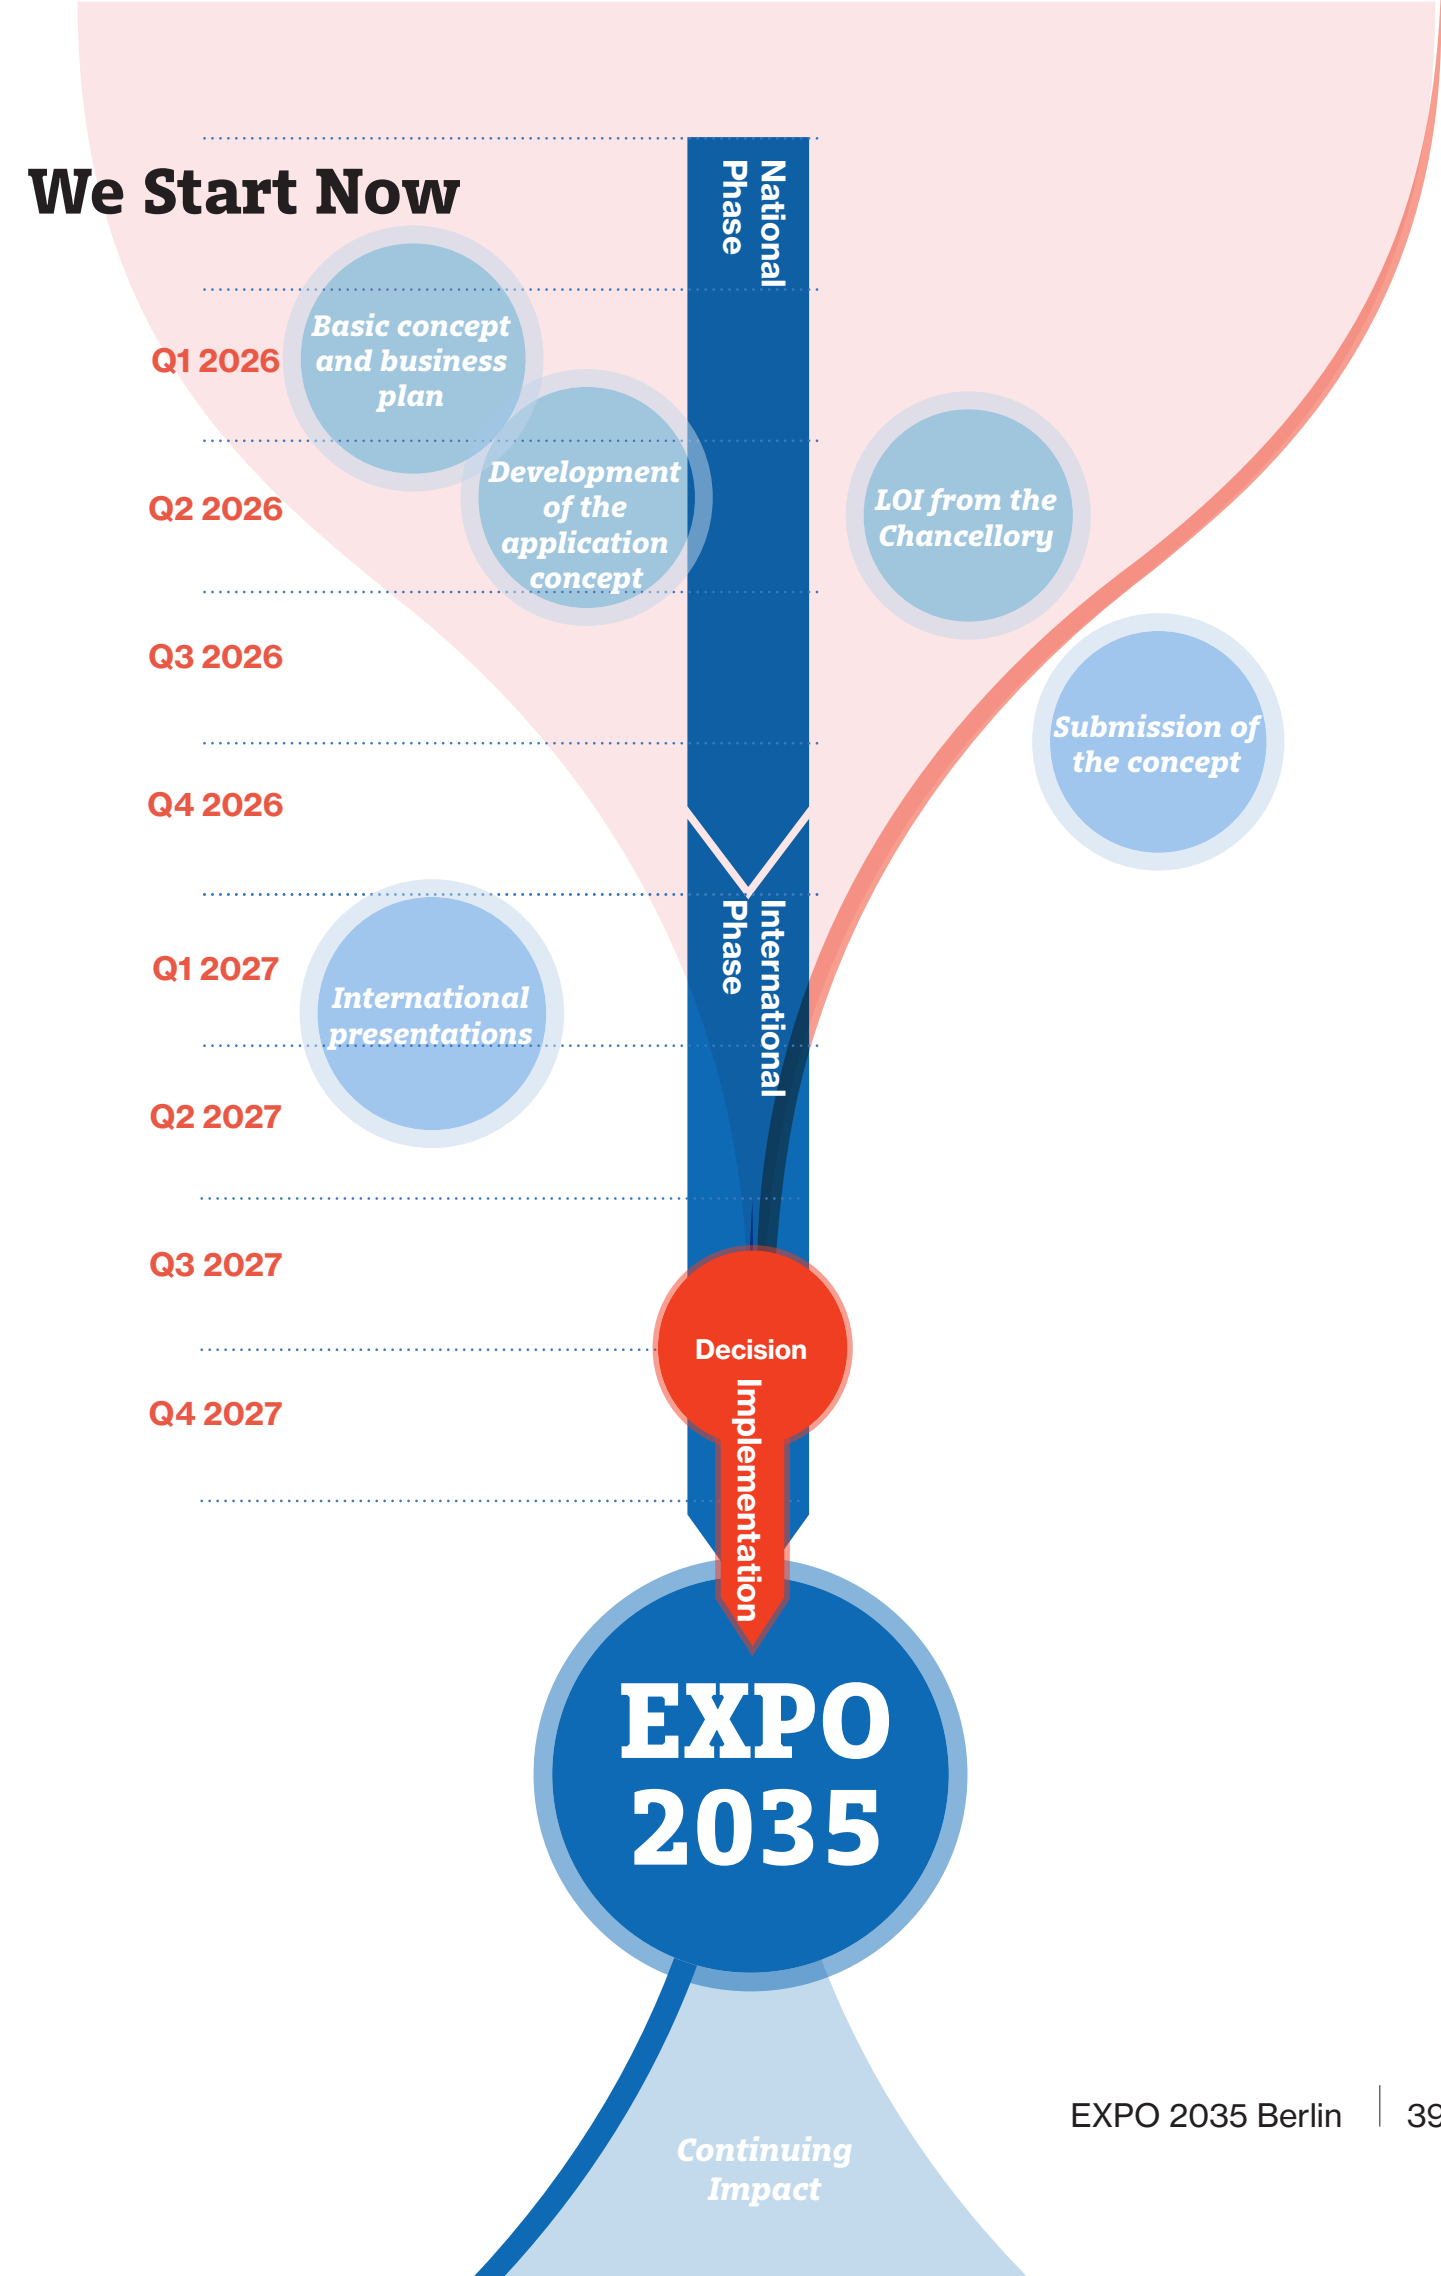 We Start Now
National
Phase
Basic concept
and business
plan
Q1 2026
Development
of the
application
concept
LOI from the
Chancellory
Q2 2026
Q3 2026
Submission of
the concept
Q4 2026
International
Phase
Q1 2027
International
presentations
Q2 2027
Q3 2027
Decision
Implementation
Q4 2027
EXPO
2035
EXPO 2035 Berlin
39
Continuing
Impact